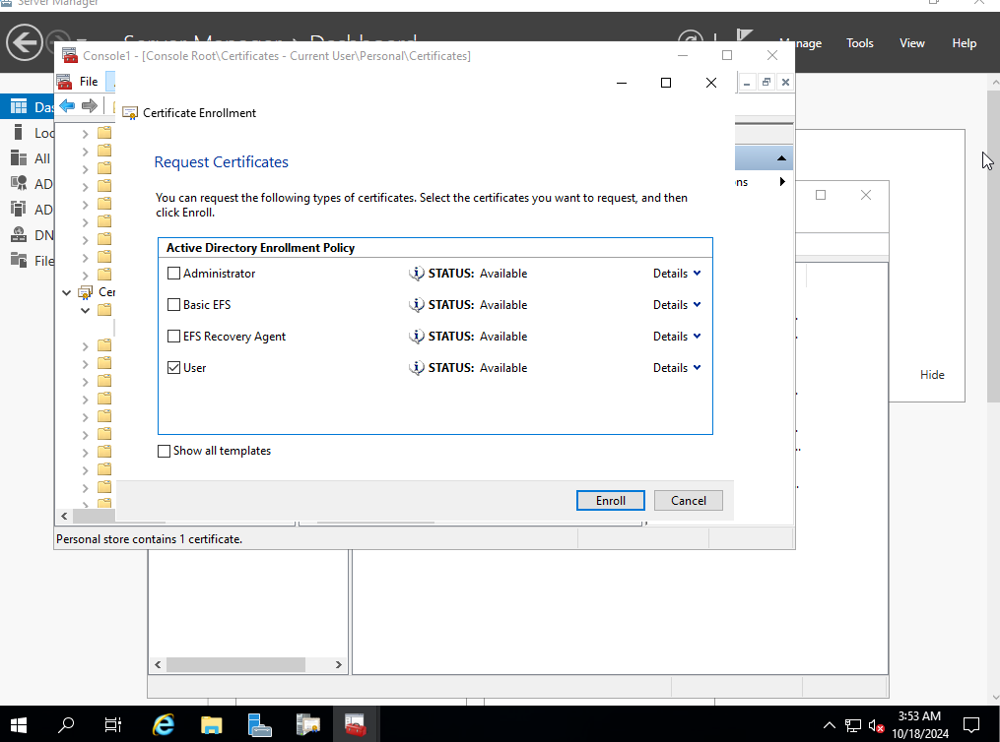 Server Manager
Manage Tools View Help
Console1 - [Console Root\Certificates - Current User\Personal\Certificates]
File
Certificate Enrollment
Request Certificates
You can request the following types of certificates. Select the certificates you want to request, and then
click Enroll.
Active Directory Enrollment Policy
Administrator STATUS: Available Details
Basic EFS STATUS: Available Details
EFS Recovery Agent STATUS: Available Details
User STATUS: Available Details
Show all templates
Enroll Cancel
Personal store contains 1 certificate.
Das
Loc
All
AD
AD
DN
File
Cer
ons
Hide
3:53 AM
10/18/2024